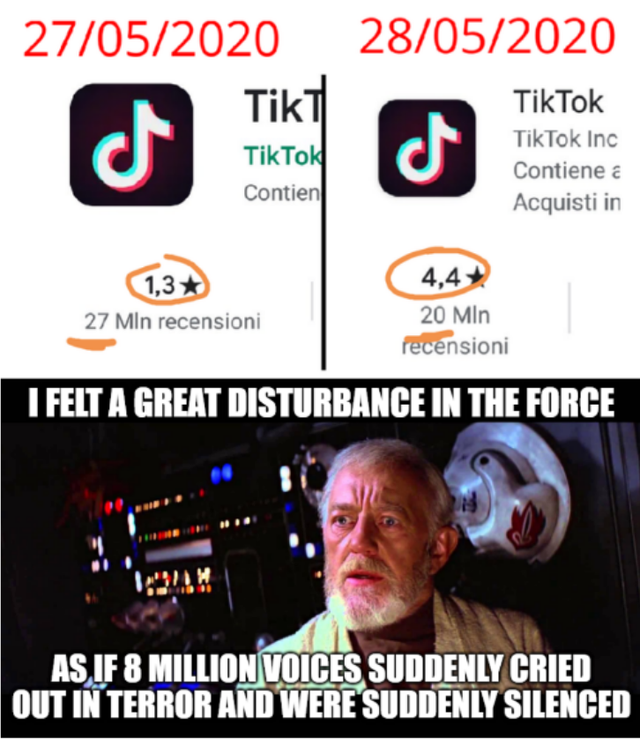 27/05/2020
28/05/2020
TikT
TikTok
Contien
1,3★
27 Mln recensioni
TikTok
TikTok Inc
Contiene a
Acquisti in
4,4★
20 Mln
recensioni
I FELT A GREAT DISTURBANCE IN THE FORCE
AS IF 8 MILLION VOICES SUDDENLY CRIED
OUT IN TERROR AND WERE SUDDENLY SILENCED